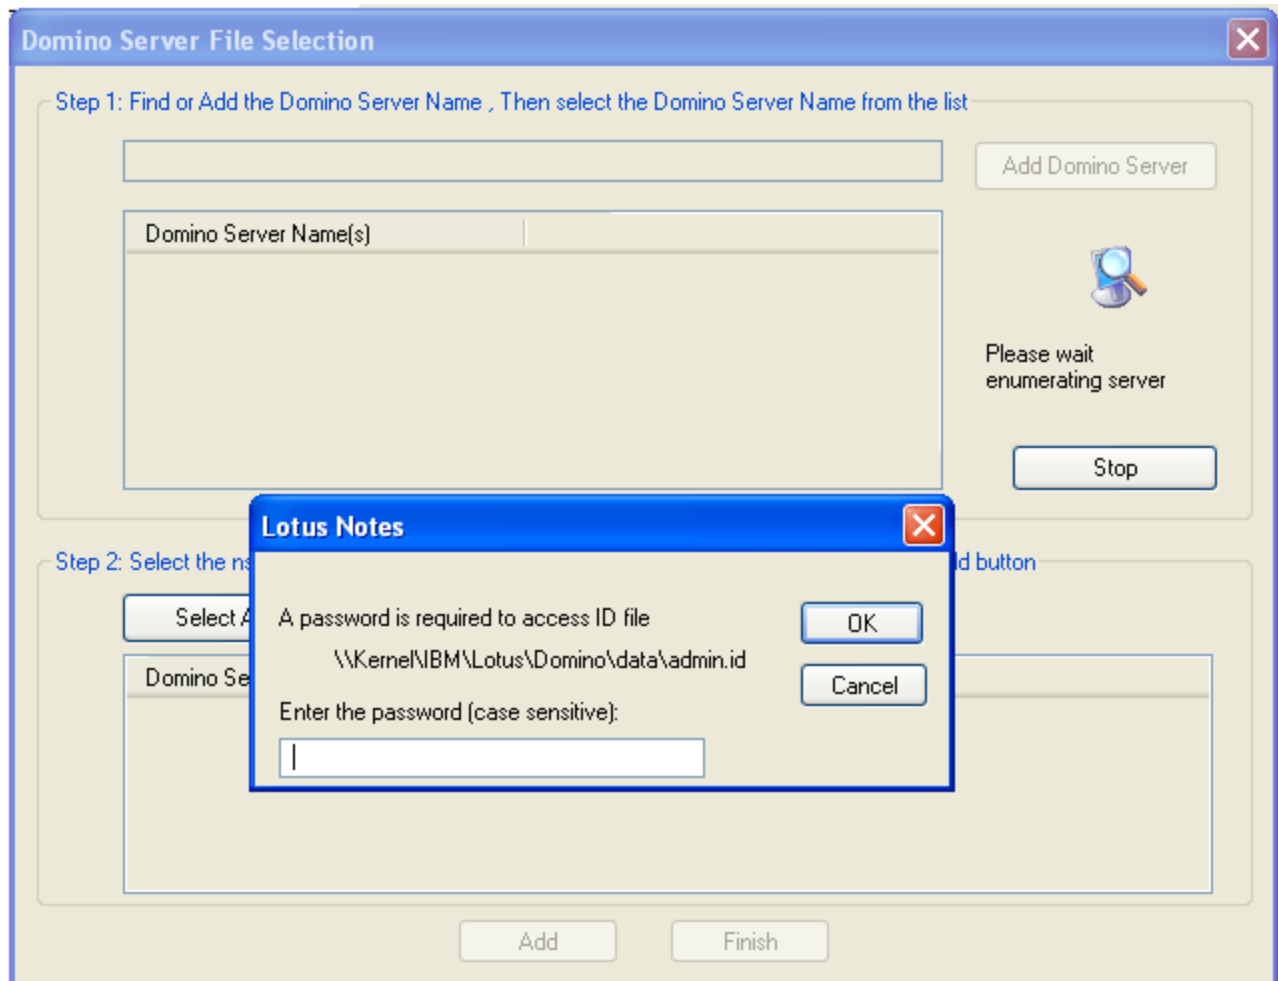 Domino Server File Selection
Step 1: Find or Add the Domino Server Name , Then select the Domino Server Name from the list
Add Domino Server
Domino Server Name(s)
Please wait
enumerating server
Stop
Lotus Notes
Step 2: Select the
button
Select
A password is required to access ID file
OK
\\Kernel\IBM\Lotus\Domino\data\admin.id
Domino
Cancel
Enter the password (case sensitive):
Add
Finish